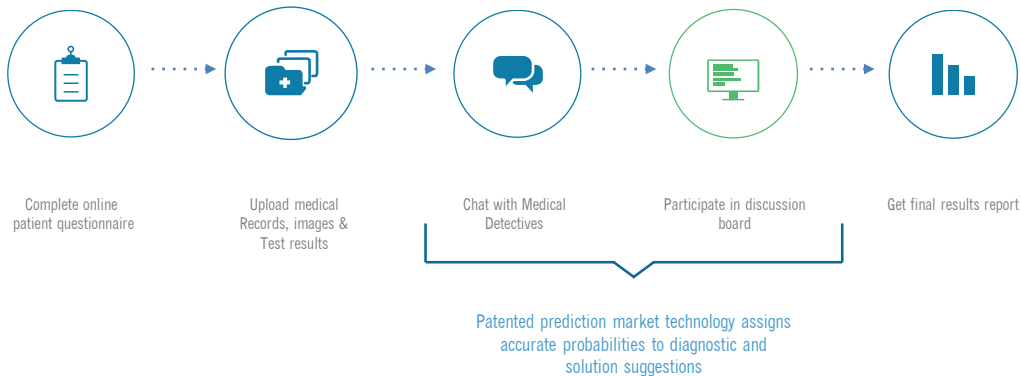 Complete online
patient questionnaire
Upload medical
Records, images &
Test results
Chat with Medical
Detectives
Participate in discussion
board
Get final results report
Patented prediction market technology assigns
accurate probabilities to diagnostic and
solution suggestions